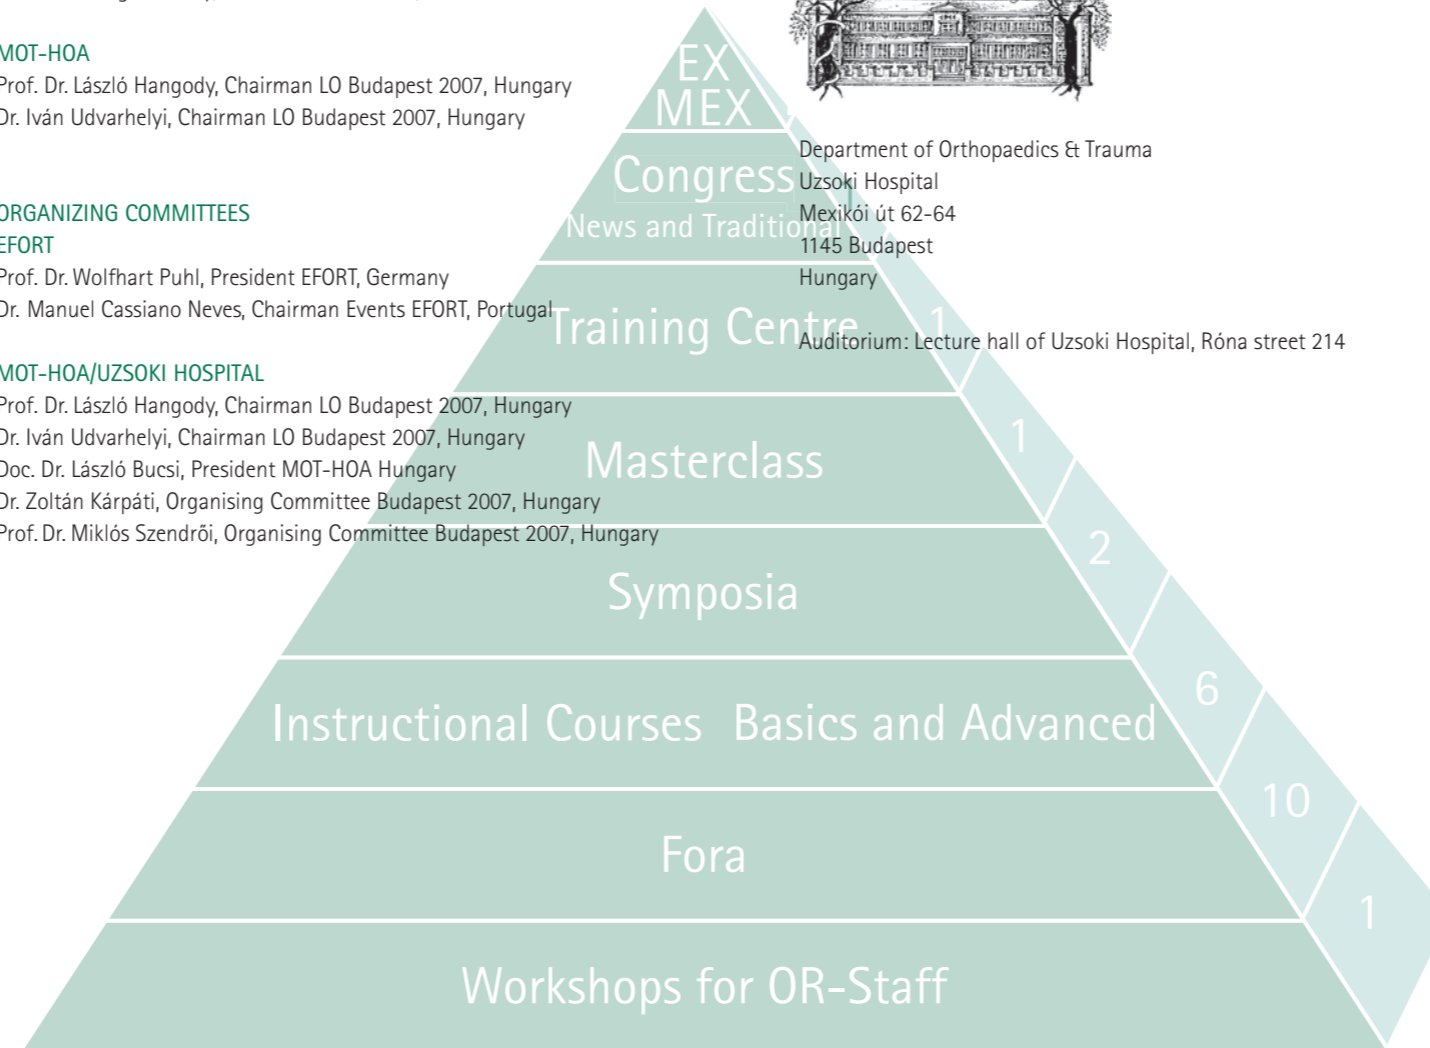 MOT-HOA
Prof. Dr. László Hangody, Chairman LO Budapest 2007, Hungary
Dr. Iván Udvarhelyi, Chairman LO Budapest 2007, Hungary
ORGANIZING COMMITTEES
EFORT
Prof. Dr. Wolfhart Puhl, President EFORT, Germany
Dr. Manuel Cassiano Neves, Chairman Events EFORT, Portugal
MOT-HOA/UZSOKI HOSPITAL
Prof. Dr. László Hangody, Chairman LO Budapest 2007, Hungary
Dr. Iván Udvarhelyi, Chairman LO Budapest 2007, Hungary
Doc. Dr. László Bucsi, President MOT-HOA Hungary
Dr. Zoltán Kárpáti, Organising Committee Budapest 2007, Hungary
Prof. Dr. Miklós Szendrői, Organising Committee Budapest 2007, Hungary
Department of Orthopaedics & Trauma
Uzsoki Hospital
Mexikói út 62-64
1145 Budapest
Hungary
Auditorium: Lecture hall of Uzsoki Hospital, Róna street 214
EX
MEX
Congress
News and Traditional
Training Centre
1
Masterclass
1
Symposia
2
Instructional Courses Basics and Advanced
6
Fora
10
Workshops for OR-Staff
1